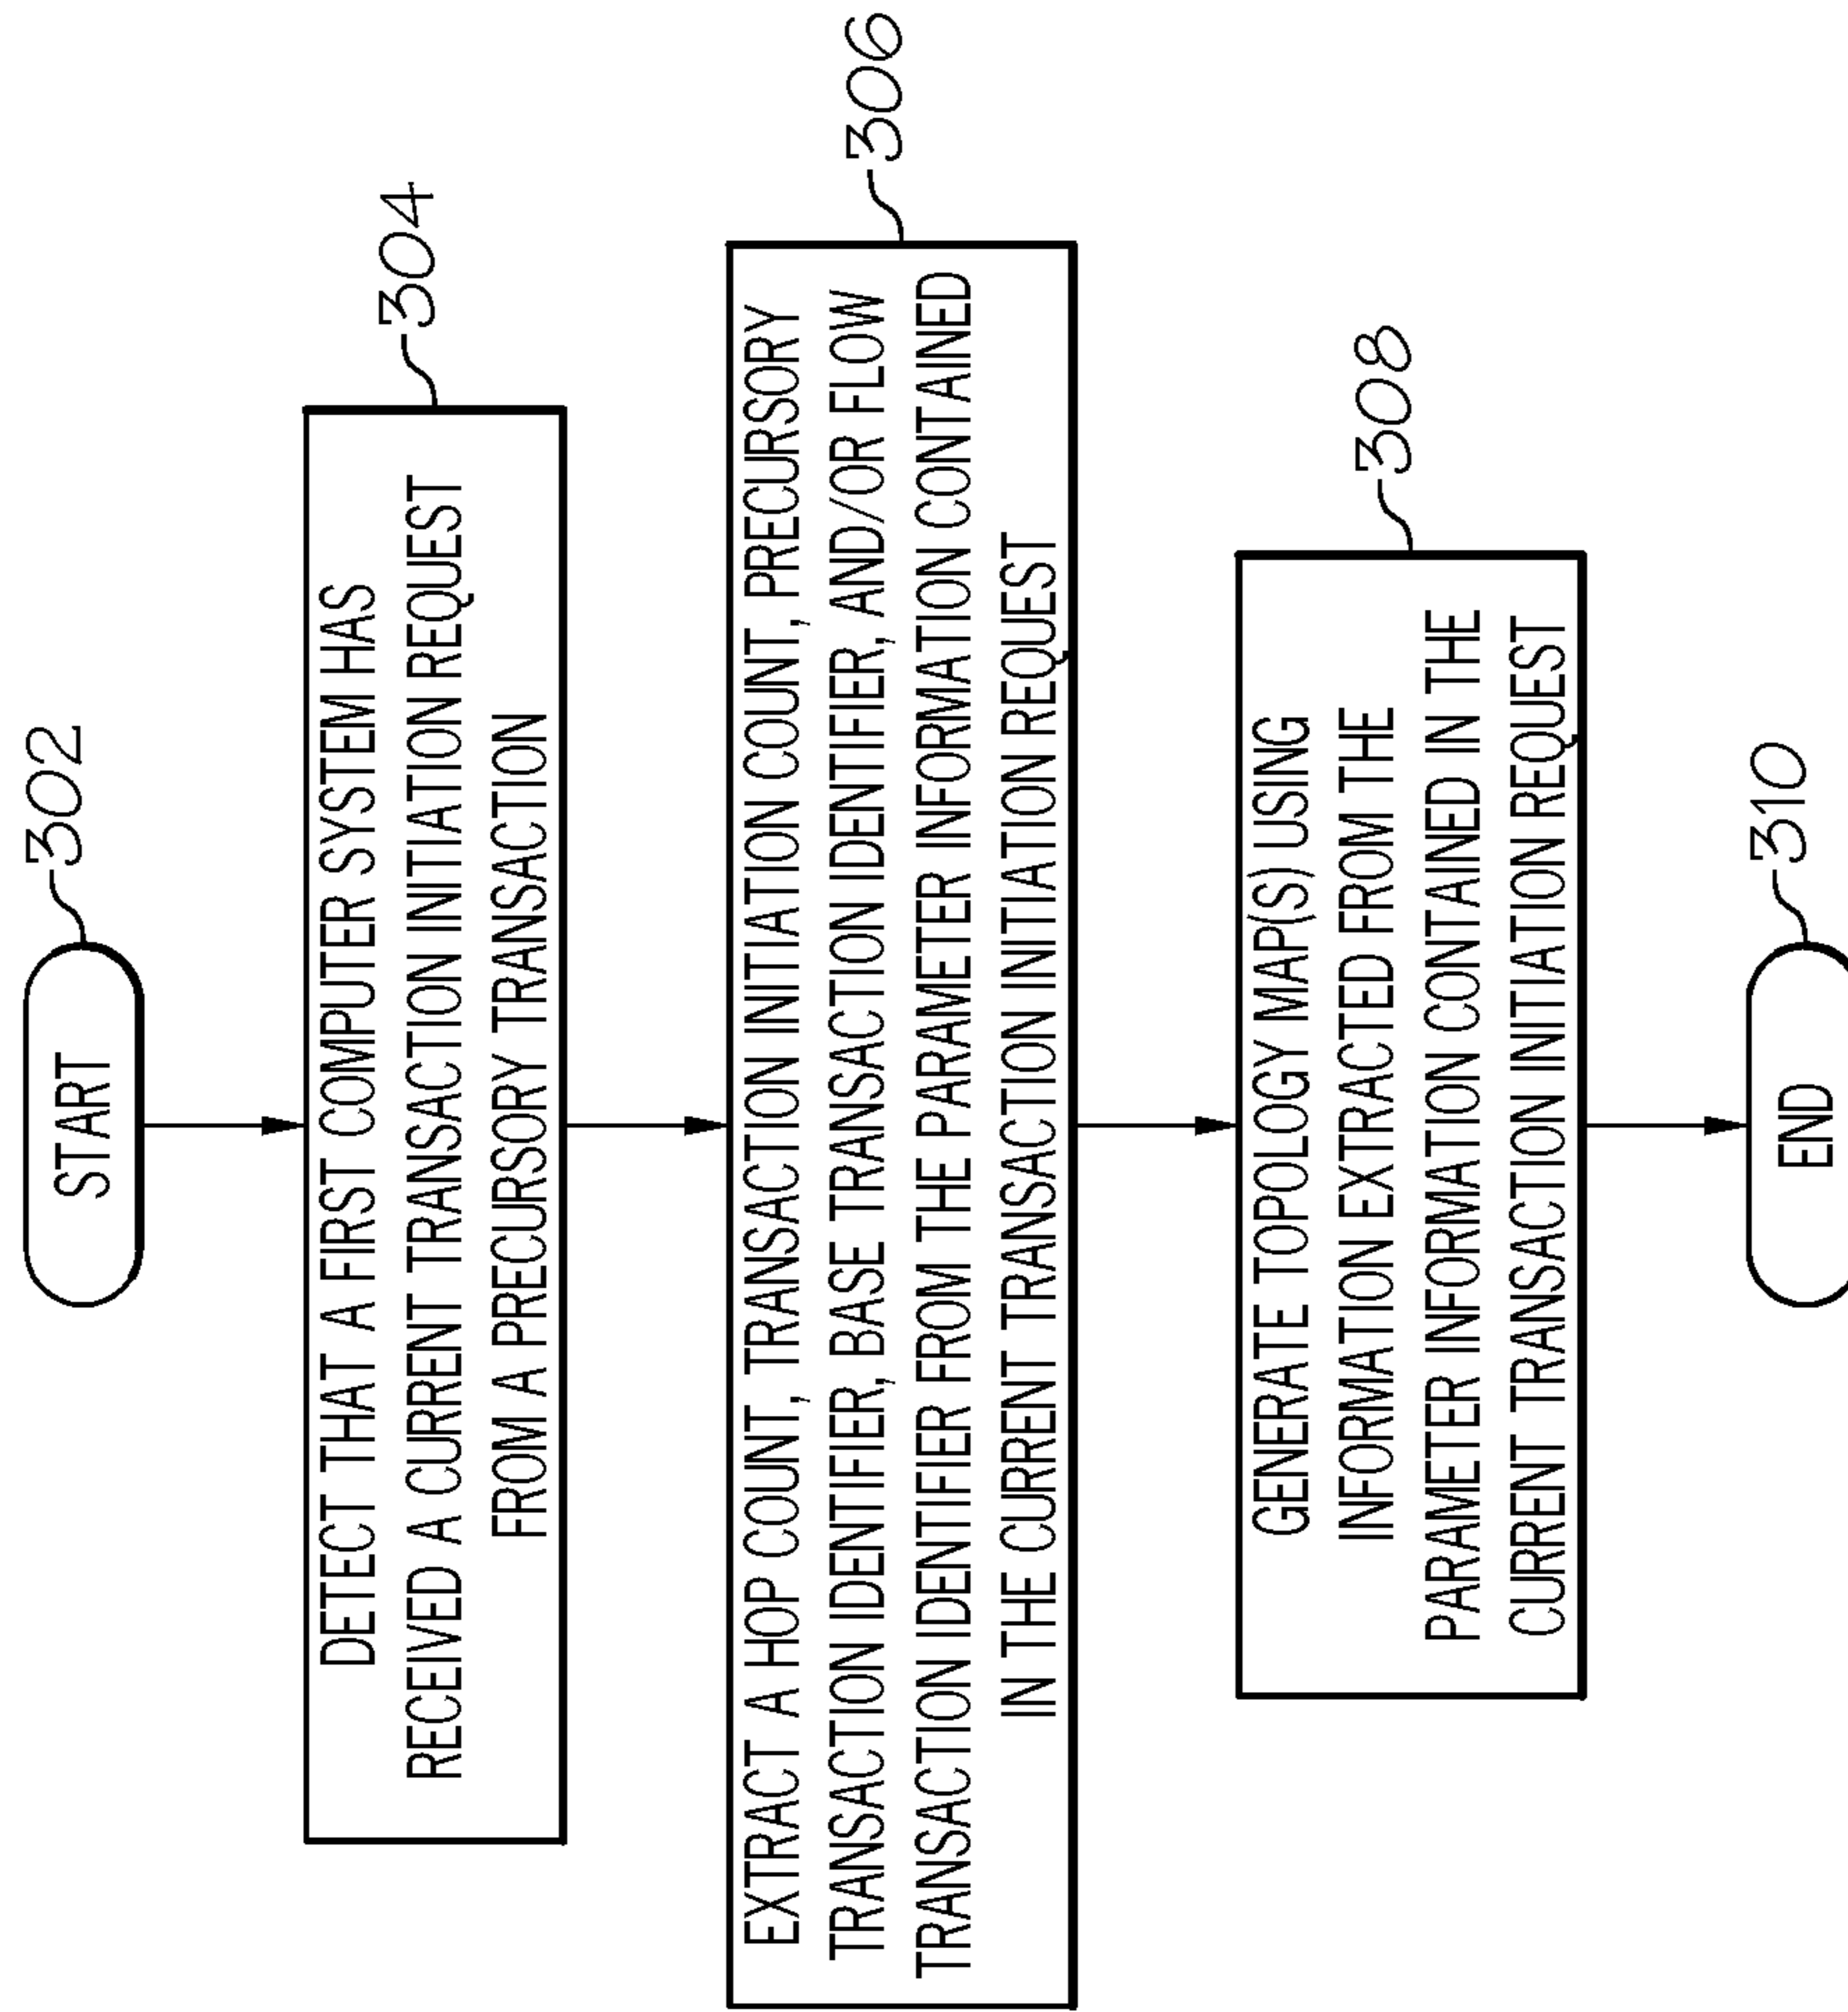 302
START
304
DETECT THAT A FIRST COMPUTER SYSTEM HAS
RECEIVED A CURRENT TRANSACTION INITIATION REQUEST
FROM A PRECURSORY TRANSACTION
306
EXTRACT A HOP COUNT, TRANSACTION INITIATION COUNT, PRECURSORY
TRANSACTION IDENTIFIER, BASE TRANSACTION IDENTIFIER, AND/OR FLOW
TRANSACTION IDENTIFIER FROM THE PARAMETER INFORMATION CONTAINED
IN THE CURRENT TRANSACTION INITIATION REQUEST
308
GENERATE TOPOLOGY MAP(S) USING
INFORMATION EXTRACTED FROM THE
PARAMETER INFORMATION CONTAINED IN THE
CURRENT TRANSACTION INITIATION REQUEST
310
END